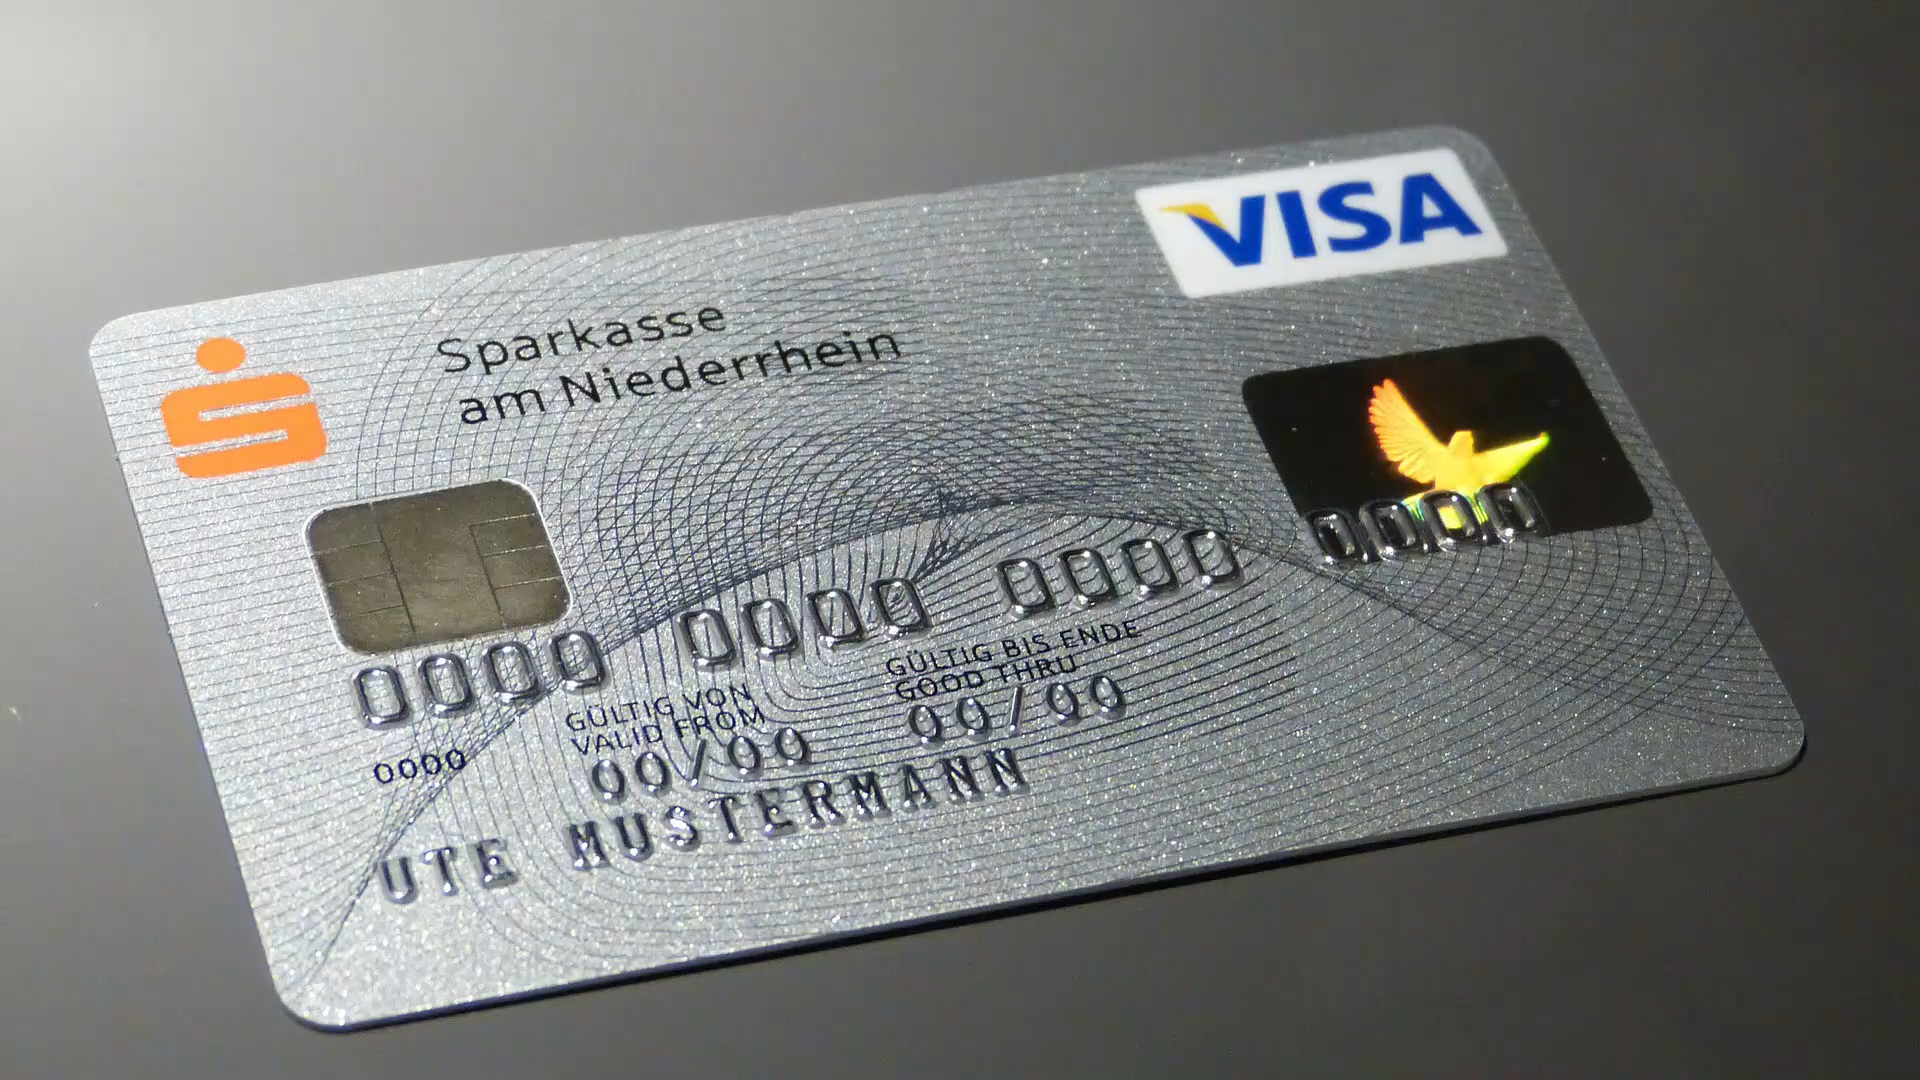 VISA
Sparkasse
am Niederrhein
0000 0000 0000 0000
0000
GÜLTIG VON
VALID FROM
00/00
GÜLTIG BIS ENDE
GOOD THRU
00/00
UTE MUSTERMANN